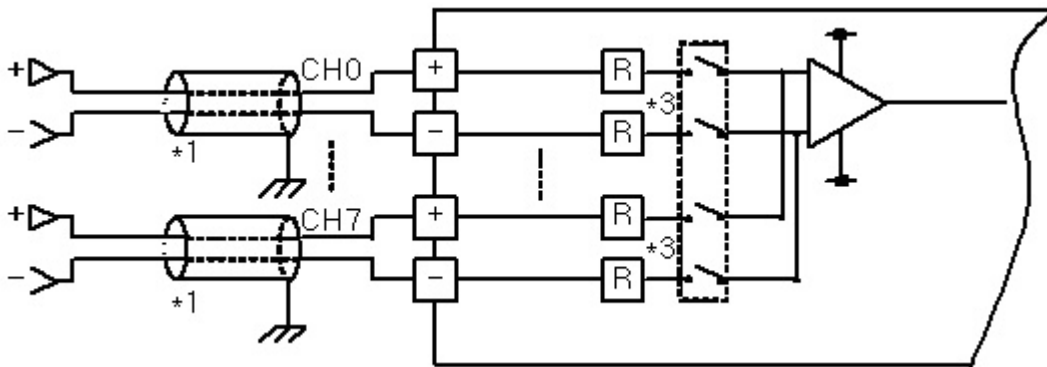 + CH0 + R
*3
- - R
*1
+ CH7 + R
*3
- - R
*1